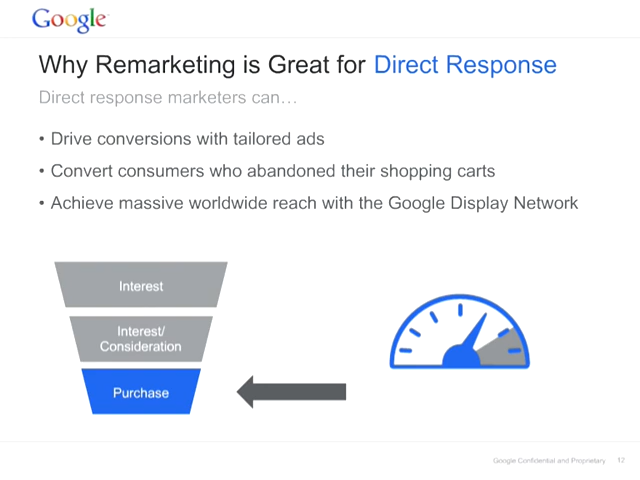 Google
Why Remarketing is Great for Direct Response
Direct response marketers can…
• Drive conversions with tailored ads
• Convert consumers who abandoned their shopping carts
• Achieve massive worldwide reach with the Google Display Network
Interest
Interest/
Consideration
Purchase
Google Confidential and Proprietary 12